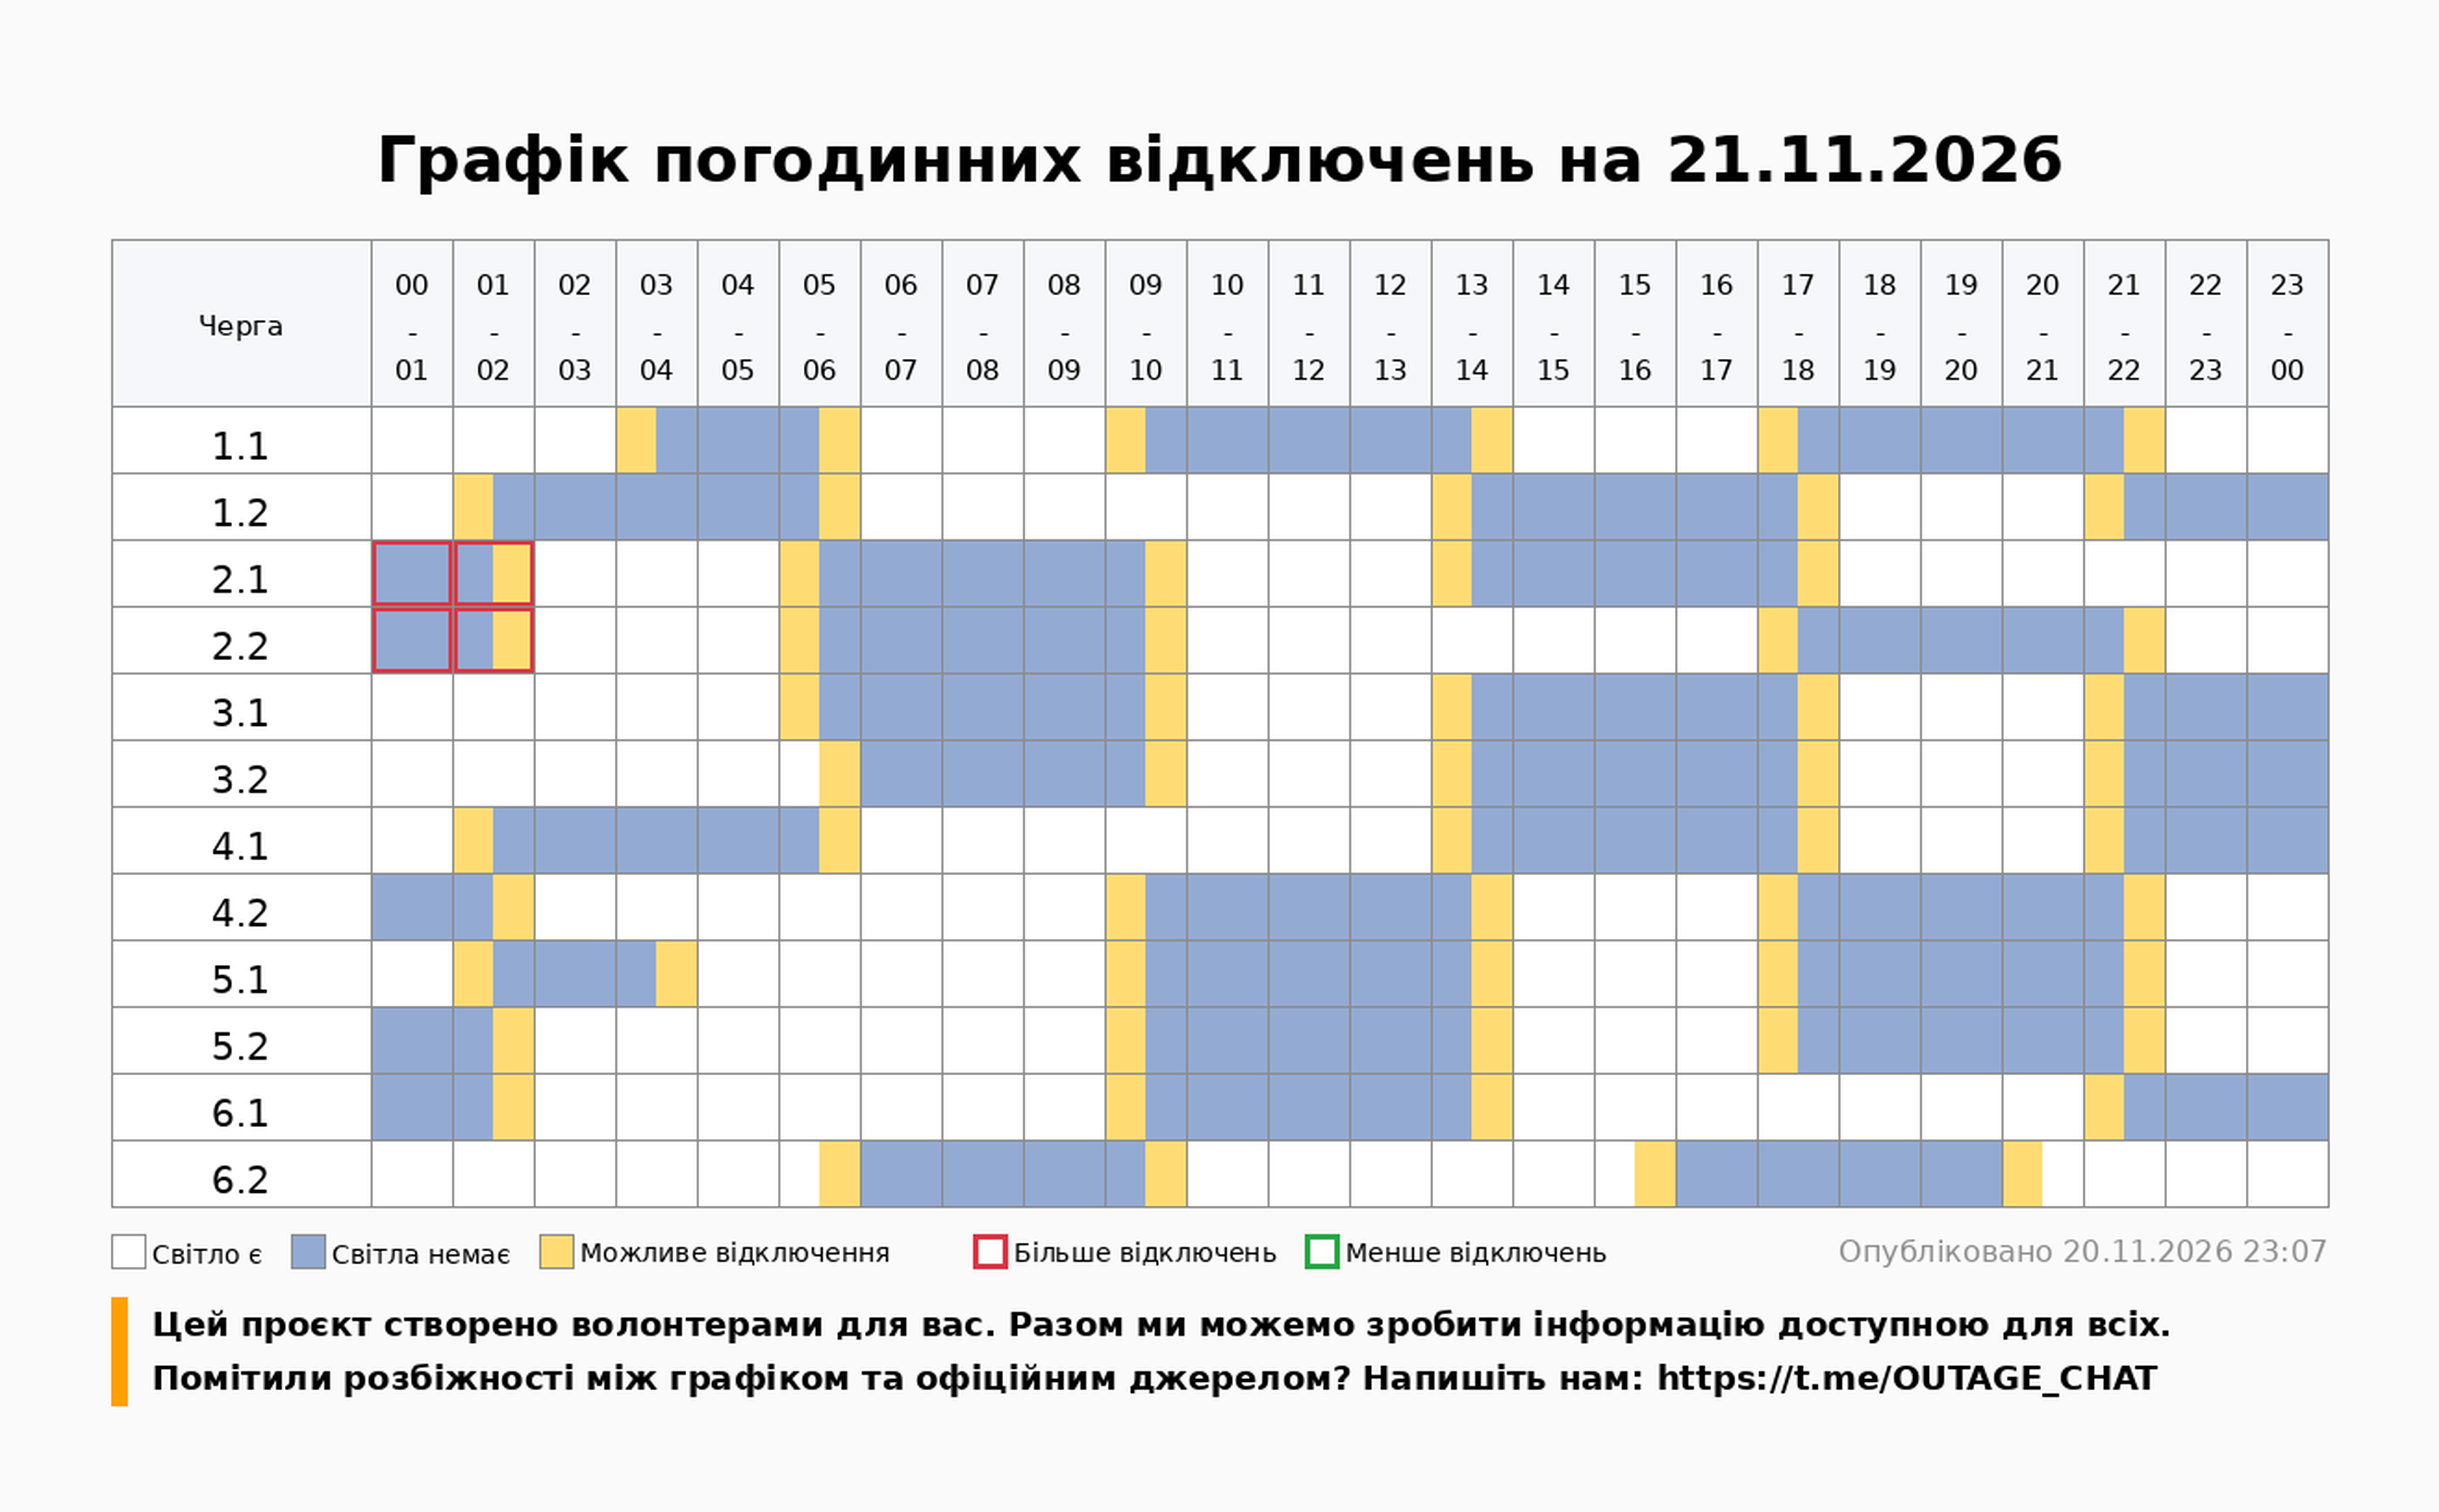 Графік погодинних відключень на 21.11.2026
Черга
00 - 01
01 - 02
02 - 03
03 - 04
04 - 05
05 - 06
06 - 07
07 - 08
08 - 09
09 - 10
10 - 11
11 - 12
12 - 13
13 - 14
14 - 15
15 - 16
16 - 17
17 - 18
18 - 19
19 - 20
20 - 21
21 - 22
22 - 23
23 - 00
1.1
1.2
2.1
2.2
3.1
3.2
4.1
4.2
5.1
5.2
6.1
6.2
Світло є
Світла немає
Можливе відключення
Більше відключень
Менше відключень
Опубліковано 20.11.2026 23:07
Цей проєкт створено волонтерами для вас. Разом ми можемо зробити інформацію доступною для всіх.
Помітили розбіжності між графіком та офіційним джерелом? Напишіть нам: https://t.me/OUTAGE_CHAT